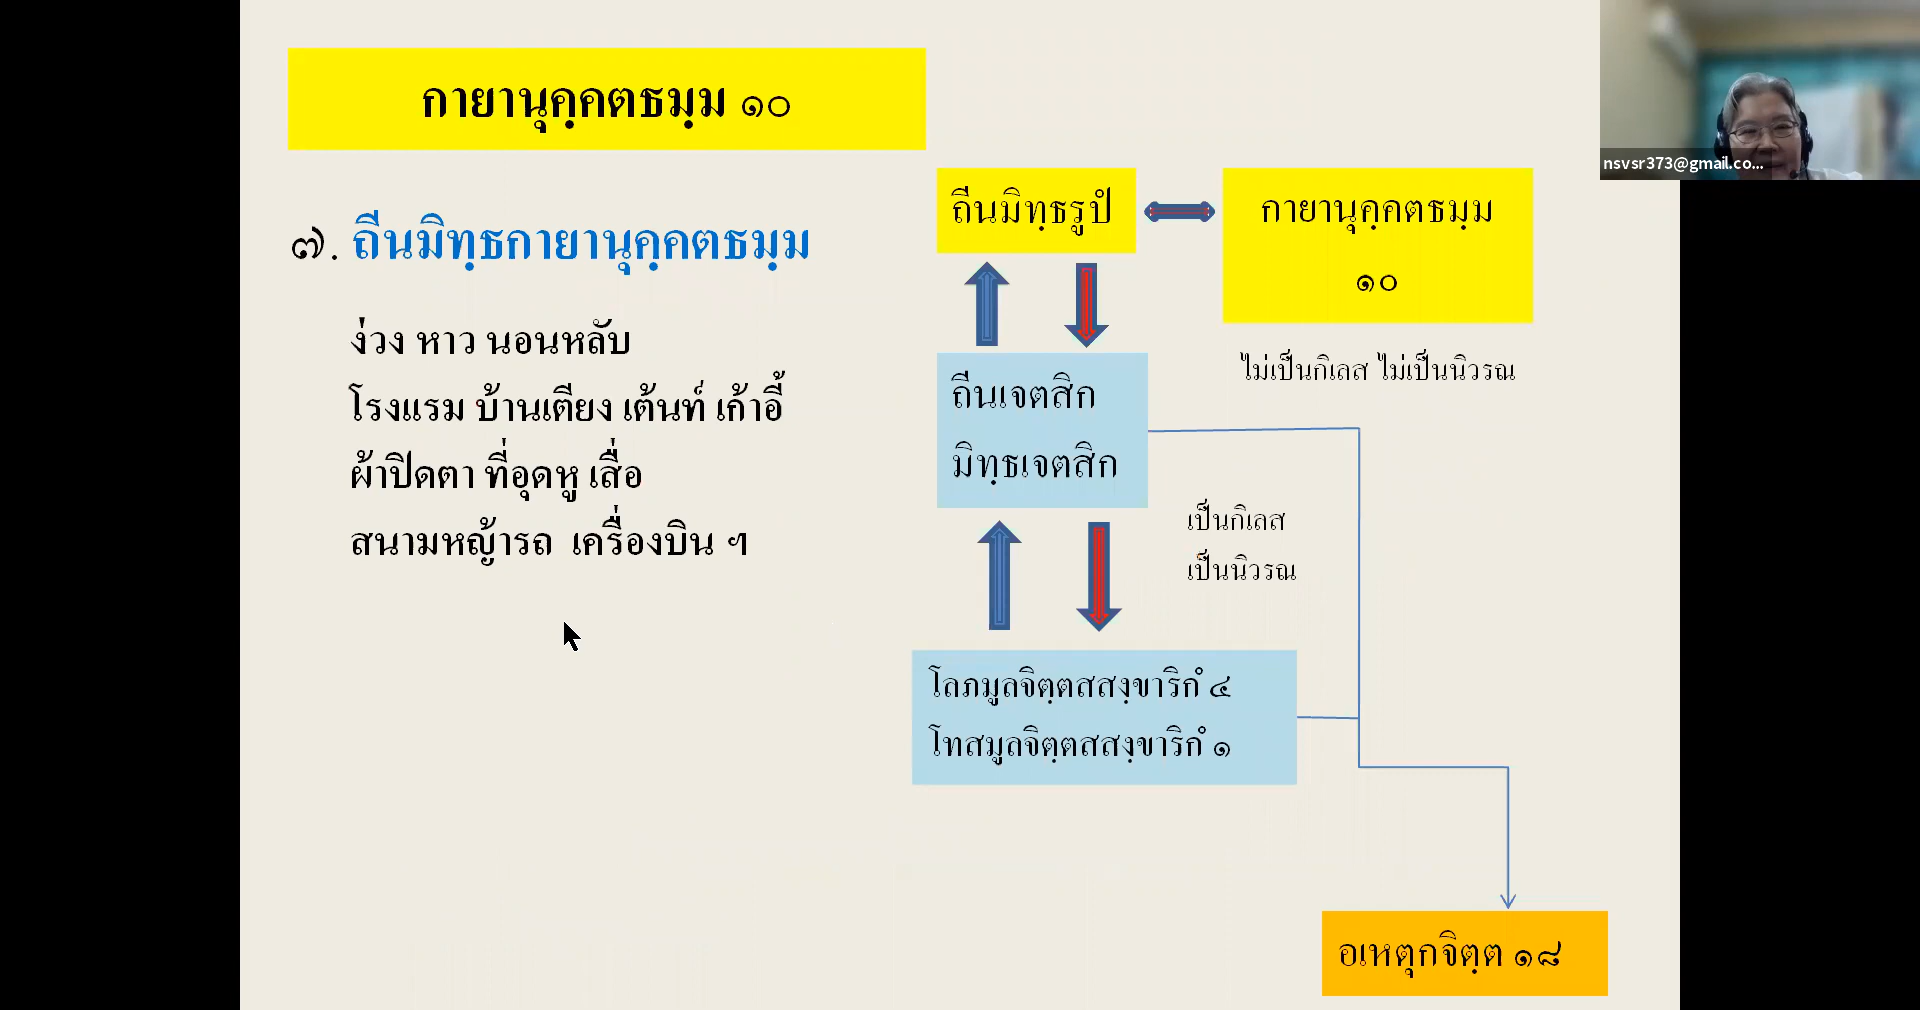 กายานุคฺคตธมฺม ๑๐
๗. ถีนมิทฺธกายานุคฺคตธมฺม
ง่วง หาว นอนหลับ
โรงแรม บ้านเตียง เต้นท์ เก้าอี้
ผ้าปิดตา ที่อุดหู เสื่อ
สนามหญ้ารถ เครื่องบิน ฯ
ถีนมิทฺธรูปํ
กายานุคฺคตธมฺม
๑๐
ไม่เป็นกิเลส ไม่เป็นนิวรณ
ถีนเจตสิก
มิทฺธเจตสิก
เป็นกิเลส
เป็นนิวรณ
โลภมูลจิตฺตสสงฺขาริกํ ๔
โทสมูลจิตฺตสสงฺขาริกํ ๑
อเหตุกจิตฺต ๑๘
nsvsr373@gmail.co...